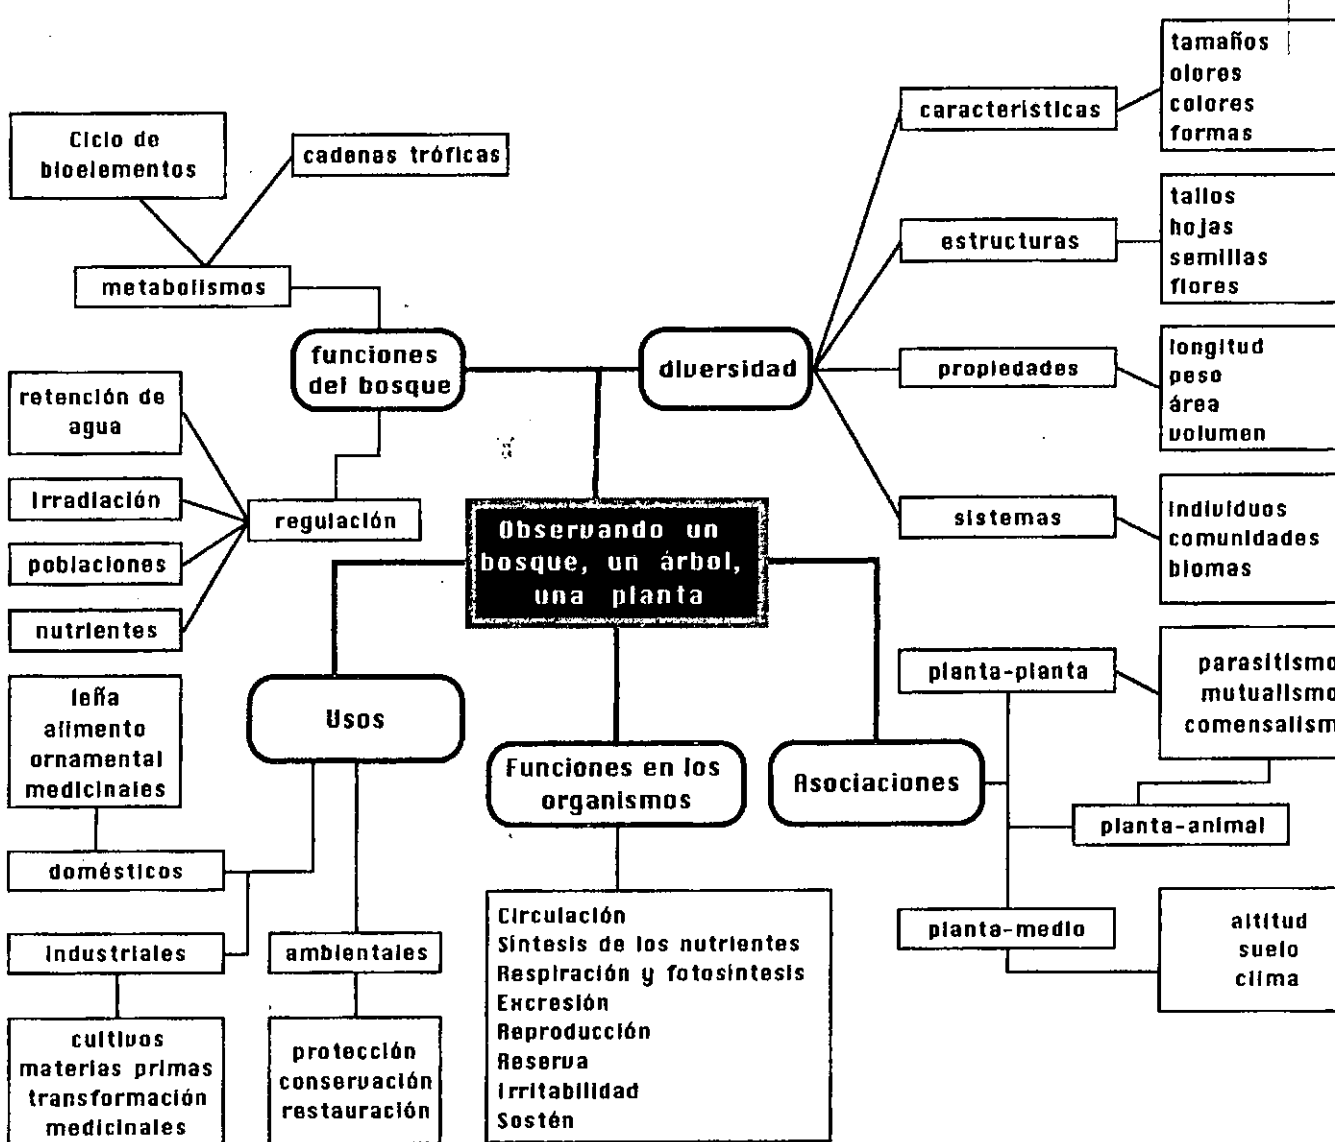 tamaños
olores
colores
formas
características
Ciclo de
bioelementos
cadenas tróficas
tallos
hojas
semillas
flores
estructuras
metabolismos
funciones
del bosque
diversidad
propiedades
longitud
peso
área
volumen
retención de
agua
Irradiación
regulación
poblaciones
nutrientes
Observando un
bosque, un árbol,
una planta
sistemas
individuos
comunidades
biomas
planta-planta
parasitismo
mutualismo
comensalism
leña
alimento
ornamental
medicinales
Usos
Funciones en los
organismos
Asociaciones
planta-animal
domésticos
Industriales
ambientales
Circulación
Síntesis de los nutrientes
Respiración y fotosíntesis
Excresión
Reproducción
Reserva
Irritabilidad
Sostén
planta-medio
altitud
suelo
clima
cultivos
materias primas
transformación
medicinales
protección
conservación
restauración